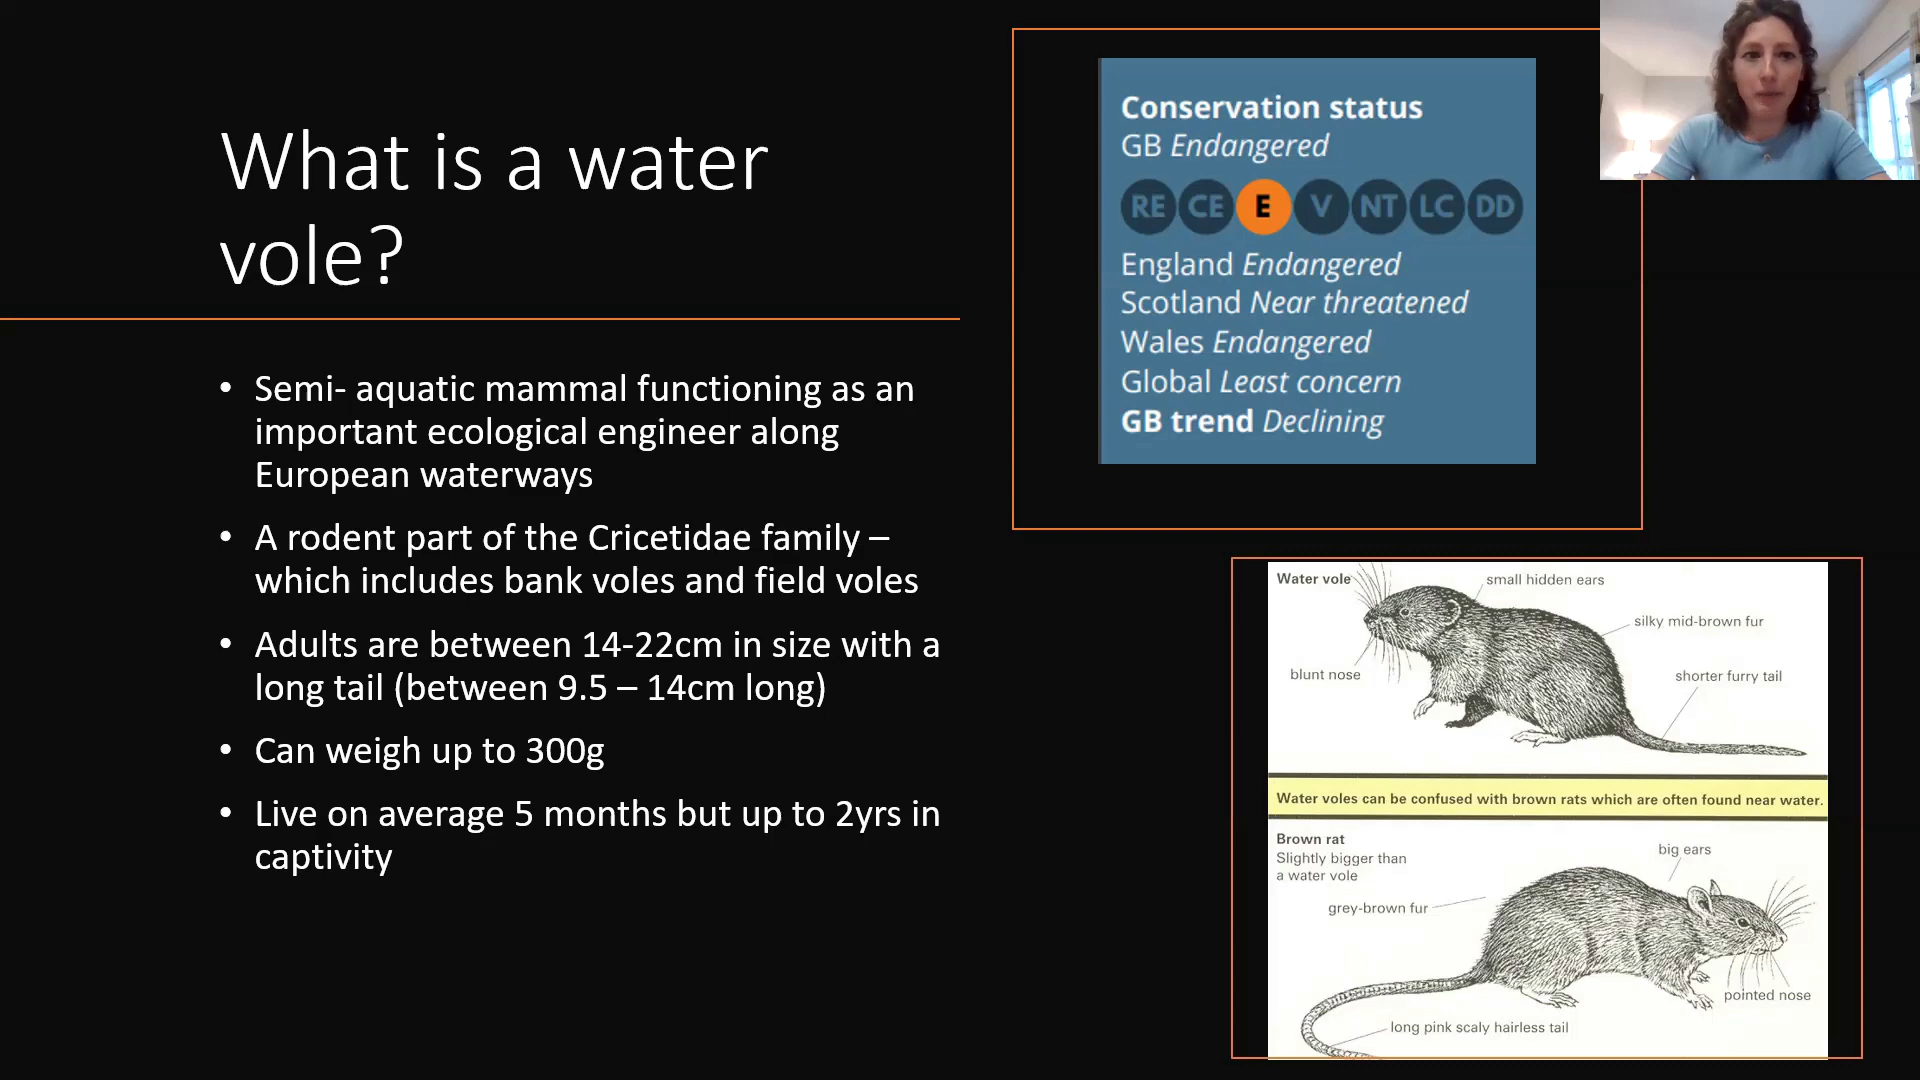 What is a water
vole?
• Semi- aquatic mammal functioning as an
important ecological engineer along
European waterways
• A rodent part of the Cricetidae family –
which includes bank voles and field voles
• Adults are between 14-22cm in size with a
long tail (between 9.5 – 14cm long)
• Can weigh up to 300g
• Live on average 5 months but up to 2yrs in
captivity
Conservation status
GB Endangered
RE CE E V NT LC DD
England Endangered
Scotland Near threatened
Wales Endangered
Global Least concern
GB trend Declining
Water vole
small hidden ears
silky mid-brown fur
blunt nose
shorter furry tail
Water voles can be confused with brown rats which are often found near water.
Brown rat
Slightly bigger than
a water vole
big ears
grey-brown fur
pointed nose
long pink scaly hairless tail